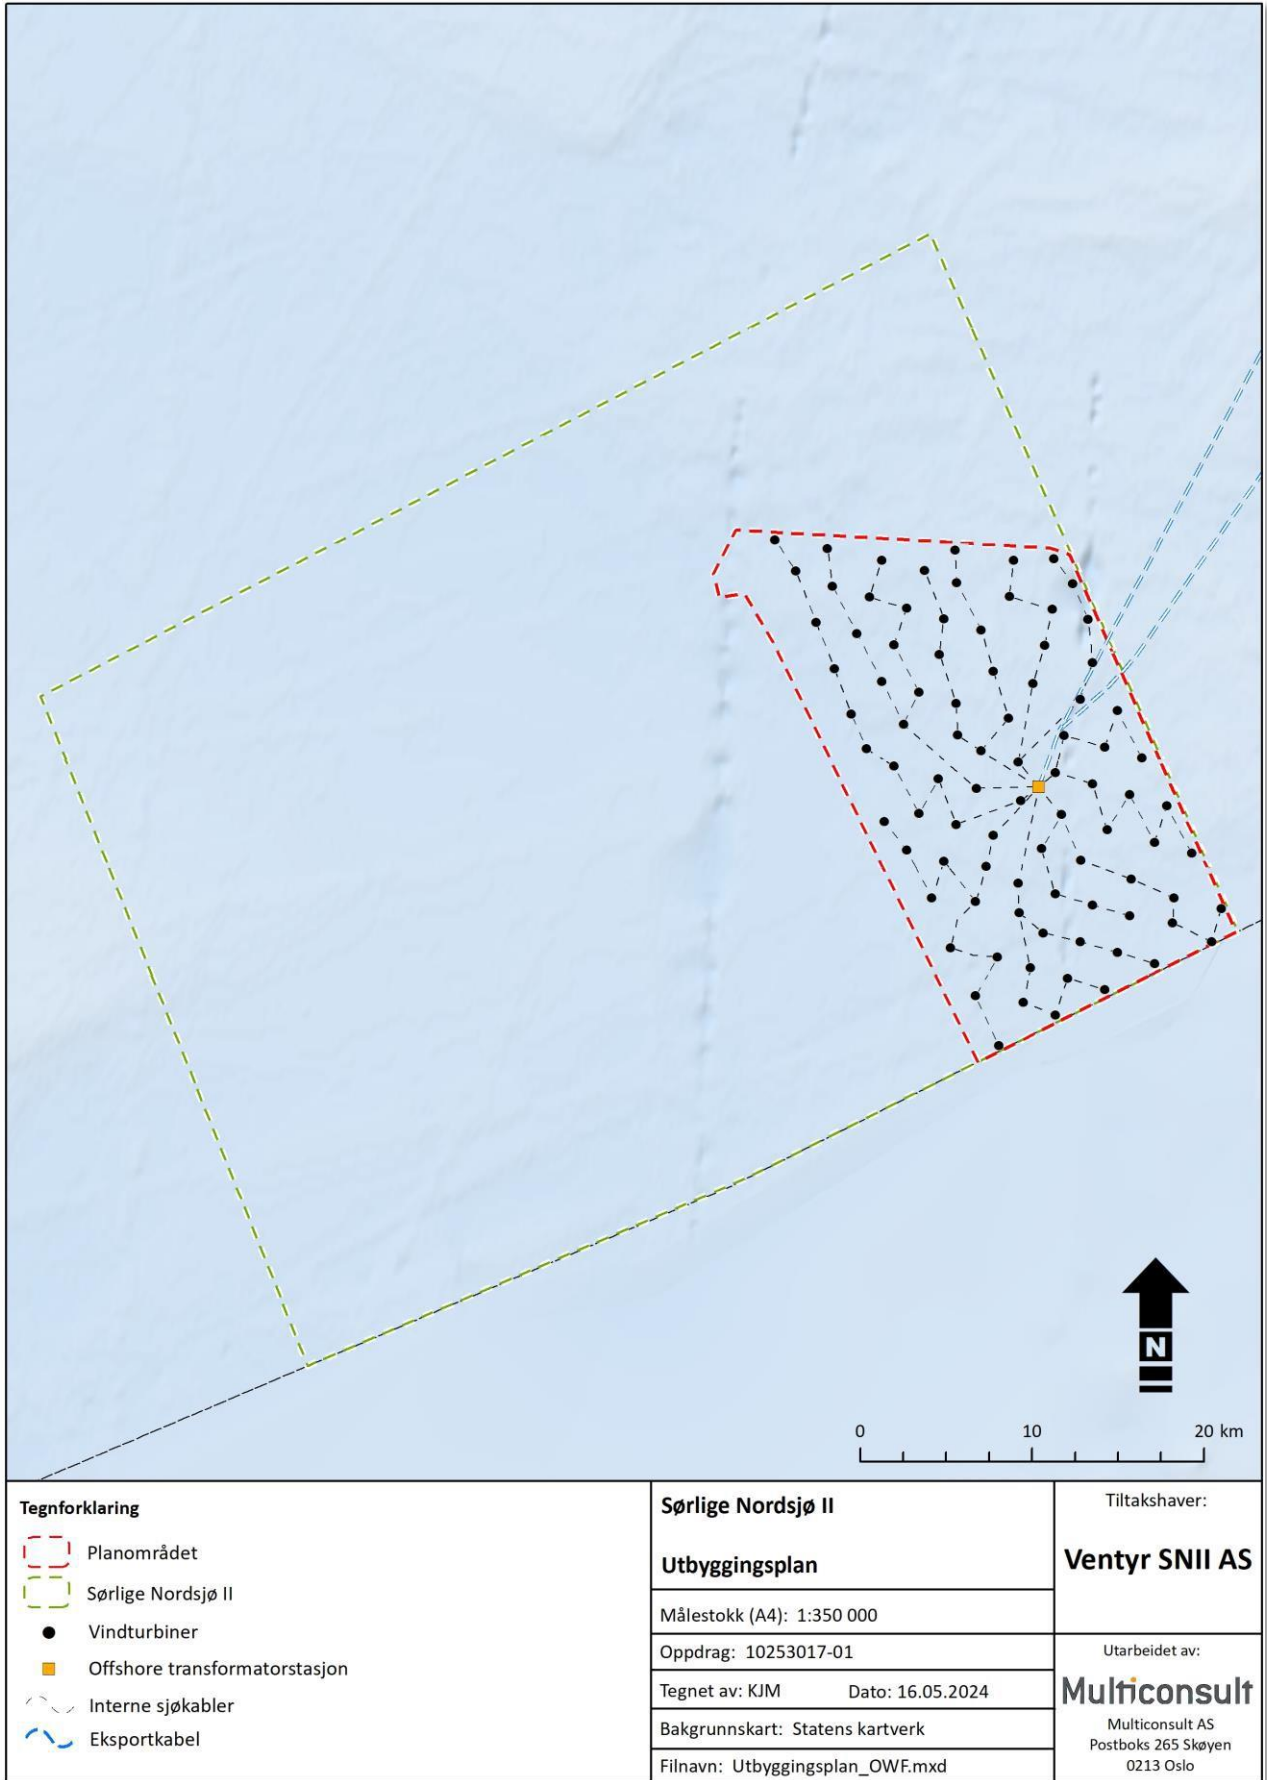 N
0 10 20 km
Tegnforklaring
Planområdet
Sørlige Nordsjø II
Vindturbiner
Offshore transformatorstasjon
Interne sjøkabler
Eksportkabel
Sørlige Nordsjø II
Utbyggingsplan
Målestokk (A4): 1:350 000
Oppdrag: 10253017-01
Tegnet av: KJM Dato: 16.05.2024
Bakgrunnskart: Statens kartverk
Filnavn: Utbyggingsplan_OWF.mxd
Tiltakshaver:
Ventyr SNII AS
Utarbeidet av:
Multiconsult
Multiconsult AS
Postboks 265 Skøyen
0213 Oslo